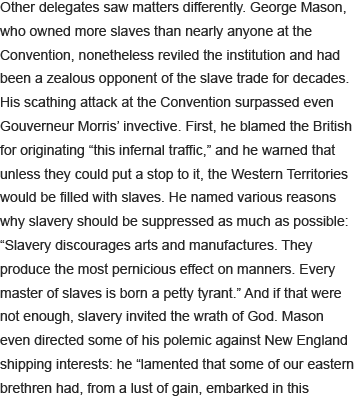 Other delegates saw matters differently. George Mason,
who owned more slaves than nearly anyone at the
Convention, nonetheless reviled the institution and had
been a zealous opponent of the slave trade for decades.
His scathing attack at the Convention surpassed even
Gouverneur Morris’ invective. First, he blamed the British
for originating “this infernal traffic,” and he warned that
unless they could put a stop to it, the Western Territories
would be filled with slaves. He named various reasons
why slavery should be suppressed as much as possible:
“Slavery discourages arts and manufactures. They
produce the most pernicious effect on manners. Every
master of slaves is born a petty tyrant.” And if that were
not enough, slavery invited the wrath of God. Mason
even directed some of his polemic against New England
shipping interests: he “lamented that some of our eastern
brethren had, from a lust of gain, embarked in this